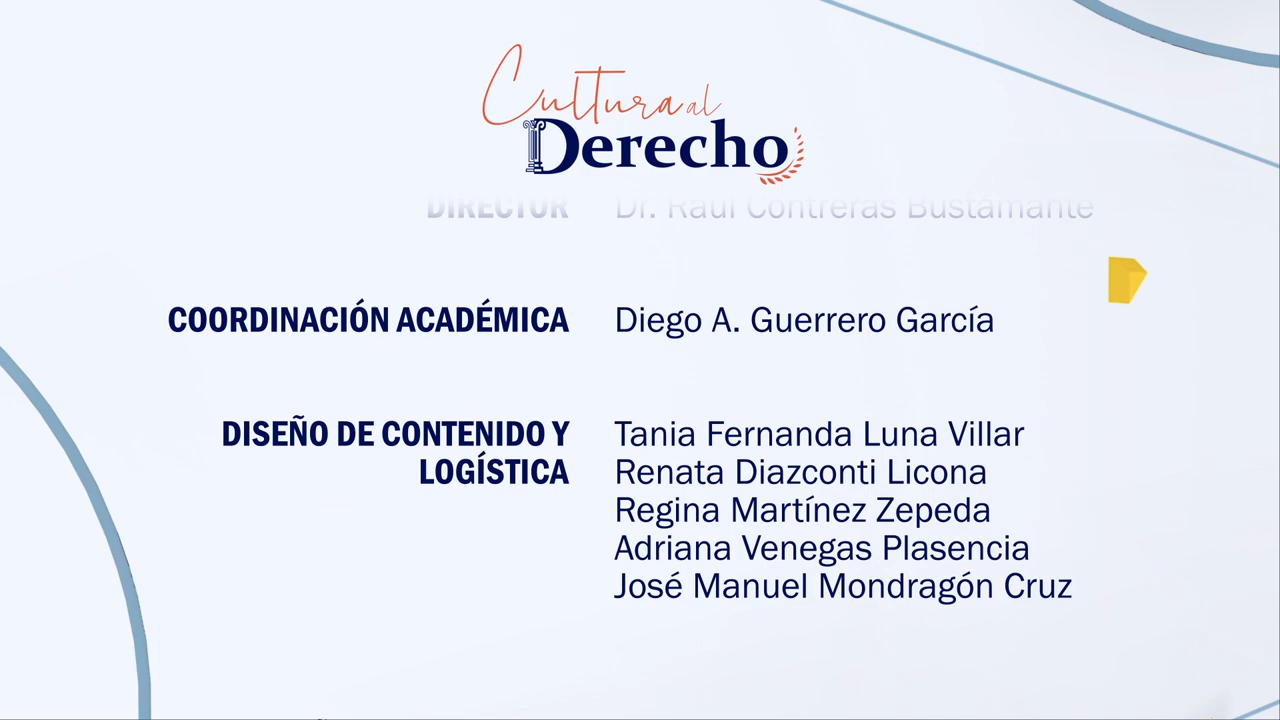 Cultura al
Derecho
DIRECTOR Dr. Raúl Contreras Bustamante
COORDINACIÓN ACADÉMICA Diego A. Guerrero García
DISEÑO DE CONTENIDO Y Tania Fernanda Luna Villar
LOGÍSTICA Renata Diazconti Licona
Regina Martínez Zepeda
Adriana Venegas Plasencia
José Manuel Mondragón Cruz